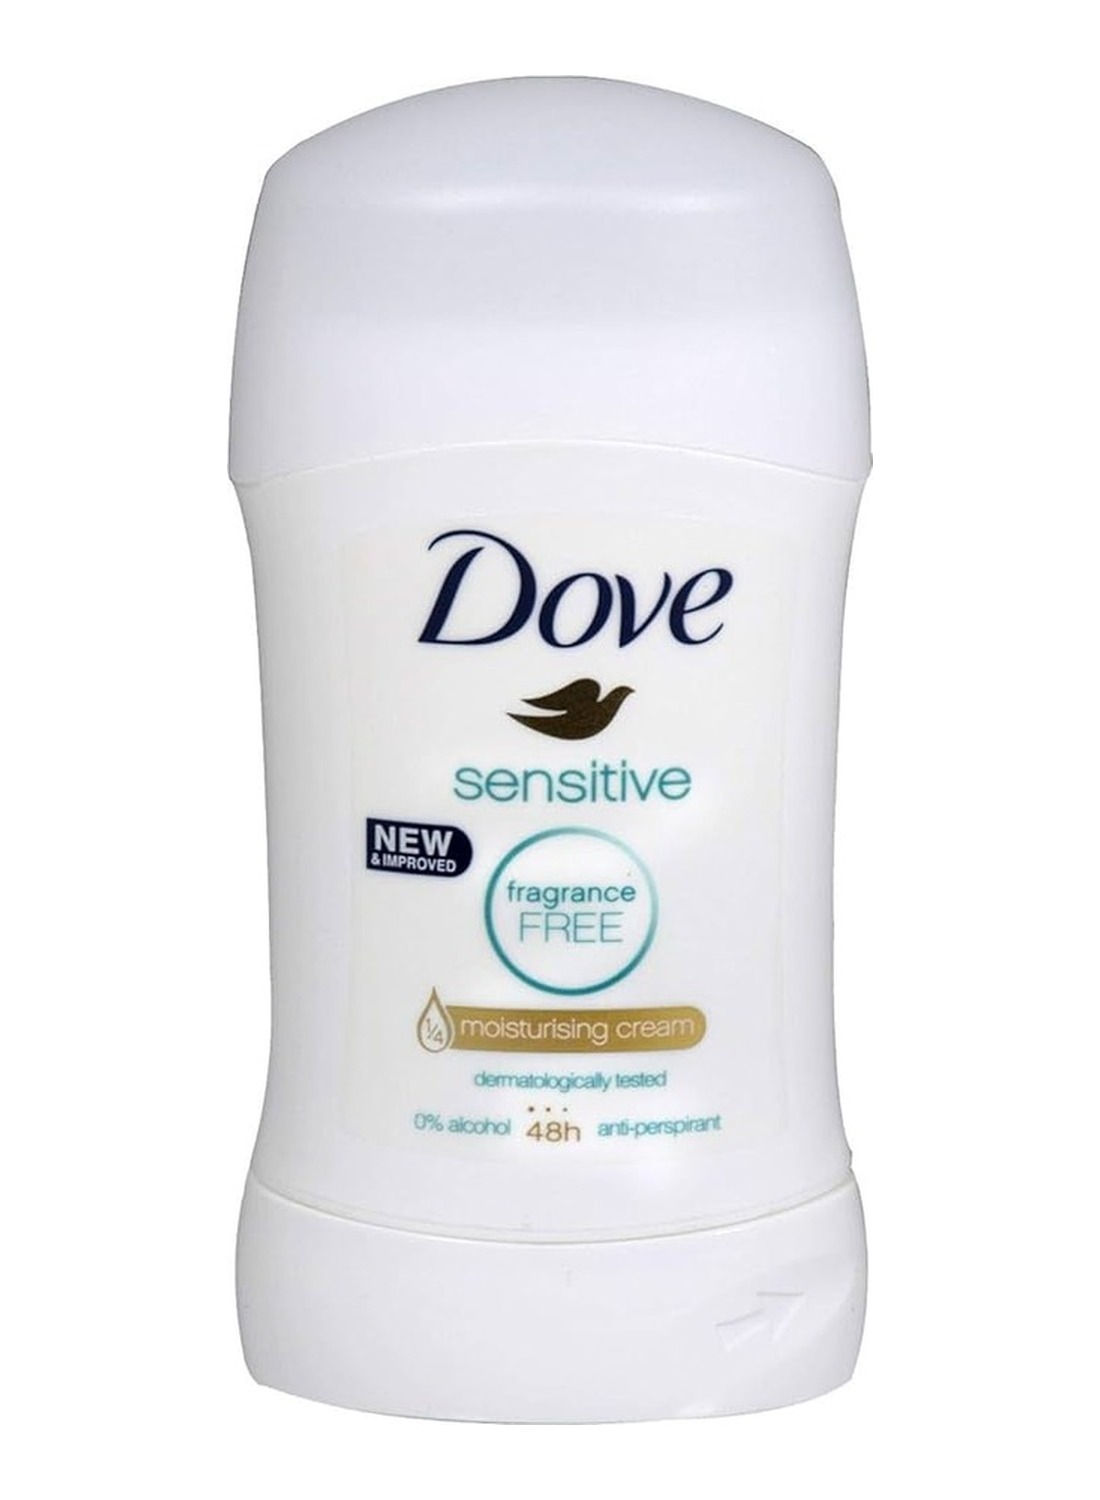 Dove
sensitive
NEW
& IMPROVED
fragrance
FREE
1/4 moisturising cream
dermatologically tested
0% alcohol 48h anti-perspirant